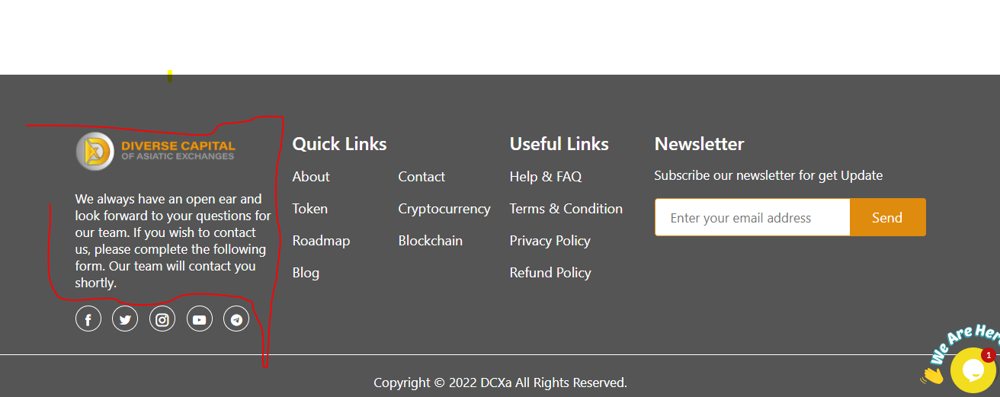 DIVERSE CAPITAL
OF ASIATIC EXCHANGES
We always have an open ear and
look forward to your questions for
our team. If you wish to contact
us, please complete the following
form. Our team will contact you
shortly.
Quick Links
About
Token
Roadmap
Blog
Contact
Cryptocurrency
Blockchain
Useful Links
Help & FAQ
Terms & Condition
Privacy Policy
Refund Policy
Newsletter
Subscribe our newsletter for get Update
Enter your email address
Send
We Are Here
1
Copyright © 2022 DCXa All Rights Reserved.